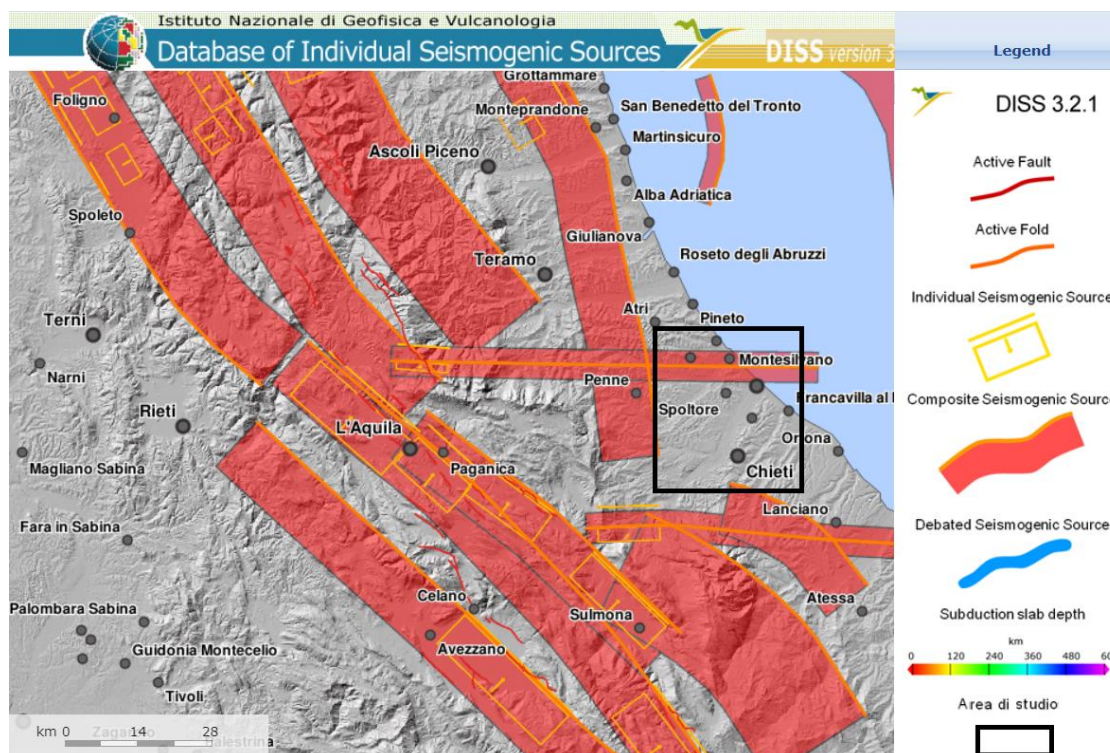 Istituto Nazionale di Geofisica e Vulcanologia
Database of Individual Seismogenic Sources
DISS version 3
Legend
DISS 3.2.1
Active Fault
Active Fold
Individual Seismogenic Source
Composite Seismogenic Source
Debated Seismogenic Source
Subduction slab depth
km
0 120 240 360 480 60
Area di studio
Grottammare
Foligno
Monteprandone
San Benedetto del Tronto
Martinsicuro
Ascoli Piceno
Alba Adriatica
Spoleto
Giulianova
Roseto degli Abruzzi
Teramo
Atri
Pineto
Terni
Montesilvano
Narni
Penne
Francavilla al
Rieti
Spoltore
L'Aquila
Ortona
Magliano Sabina
Paganica
Chieti
Lanciano
Fara in Sabina
Celano
Atessa
Palombara Sabina
Sulmona
Avezzano
Guidonia Montecelio
Tivoli
km 0 14 28
Palestrina